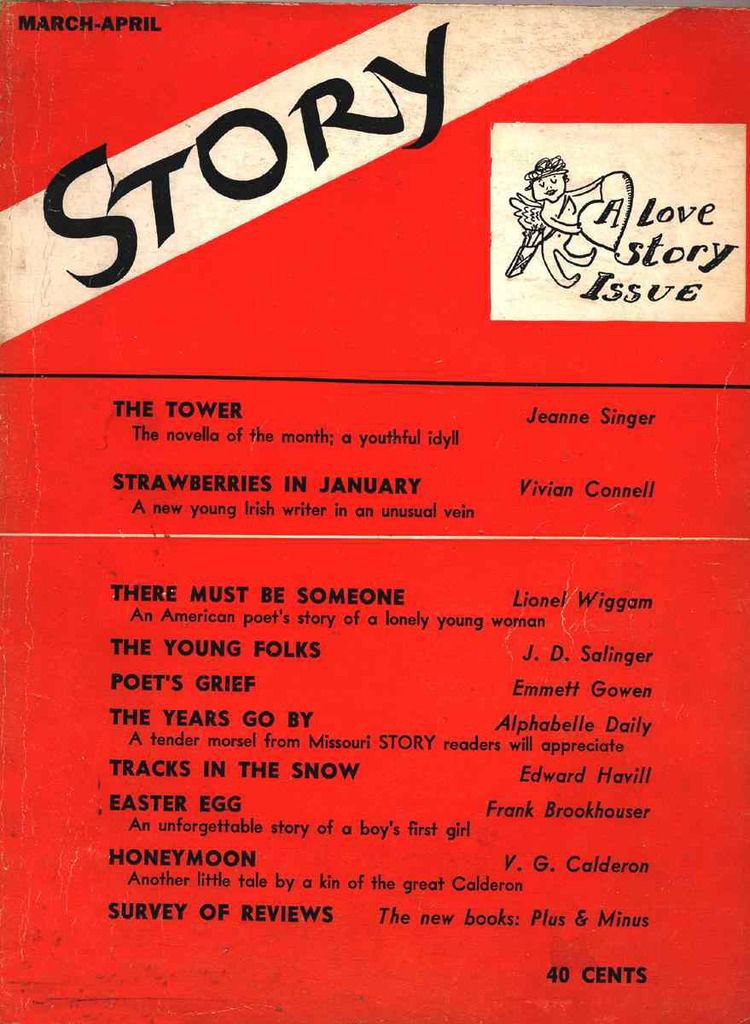 MARCH-APRIL
STORY
A Love
Story
ISSUE
THE TOWER Jeanne Singer
The novella of the month; a youthful idyll
STRAWBERRIES IN JANUARY Vivian Connell
A new young Irish writer in an unusual vein
THERE MUST BE SOMEONE Lionel Wiggam
An American poet's story of a lonely young woman
THE YOUNG FOLKS J. D. Salinger
POET'S GRIEF Emmett Gowen
THE YEARS GO BY Alphabelle Daily
A tender morsel from Missouri STORY readers will appreciate
TRACKS IN THE SNOW Edward Havill
EASTER EGG Frank Brookhouser
An unforgettable story of a boy's first girl
HONEYMOON V. G. Calderon
Another little tale by a kin of the great Calderon
SURVEY OF REVIEWS The new books: Plus & Minus
40 CENTS